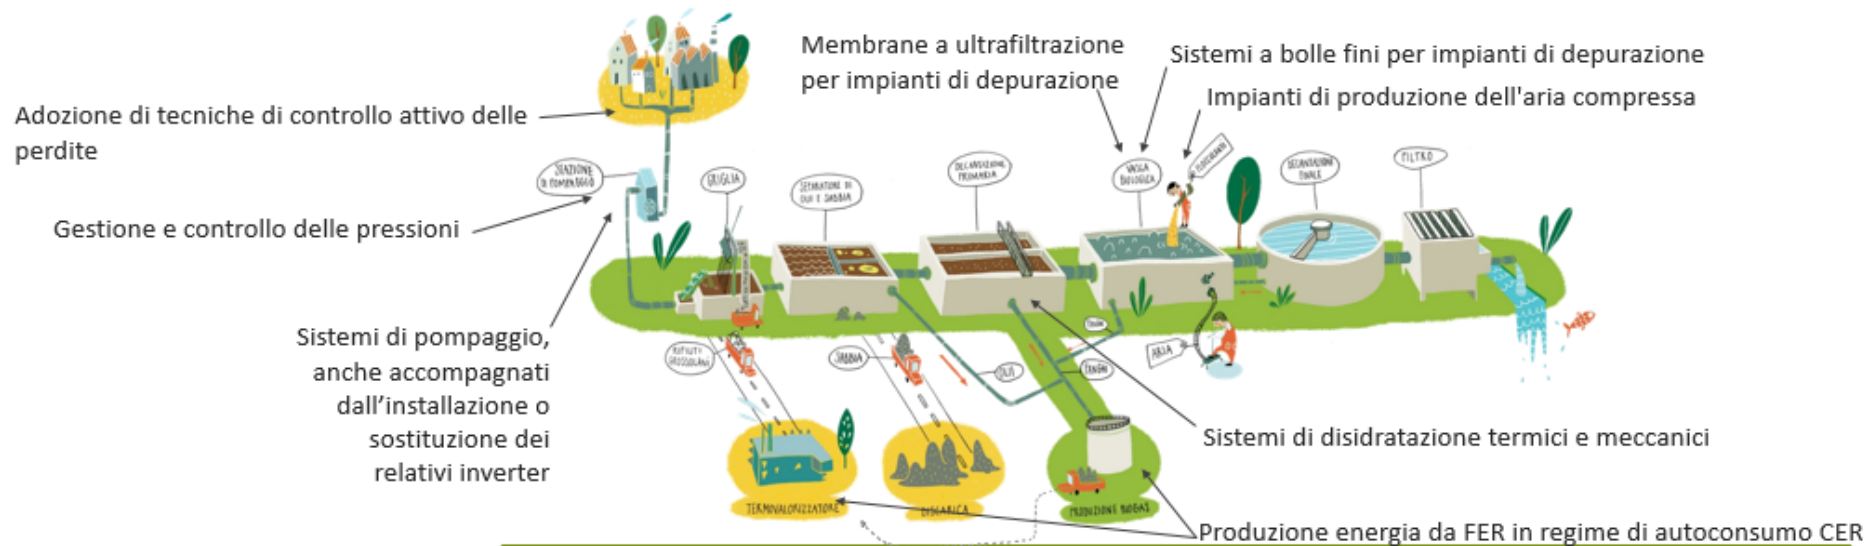 Membrane a ultrafiltrazione
per impianti di depurazione
Sistemi a bolle fini per impianti di depurazione
Impianti di produzione dell'aria compressa
Adozione di tecniche di controllo attivo delle
perdite
Gestione e controllo delle pressioni
Sistemi di pompaggio,
anche accompagnati
dall’installazione o
sostituzione dei
relativi inverter
STAZIONE
DI POMPAGGIO
GRIGLIA
SEPARATORE DI
OLII E SABBIA
DECANTAZIONE
PRIMARIA
VASCA
BIOLOGICA
FLOCCULANTE
DECANTAZIONE
FINALE
FILTRO
RIFIUTI
GROSSOLANI
SABBIA
OLII
FANGHI
FANGHI
ARIA
TERMOVALORIZZATORE
DISCARICA
PRODUZIONE BIOGAS
Sistemi di disidratazione termici e meccanici
Produzione energia da FER in regime di autoconsumo CER